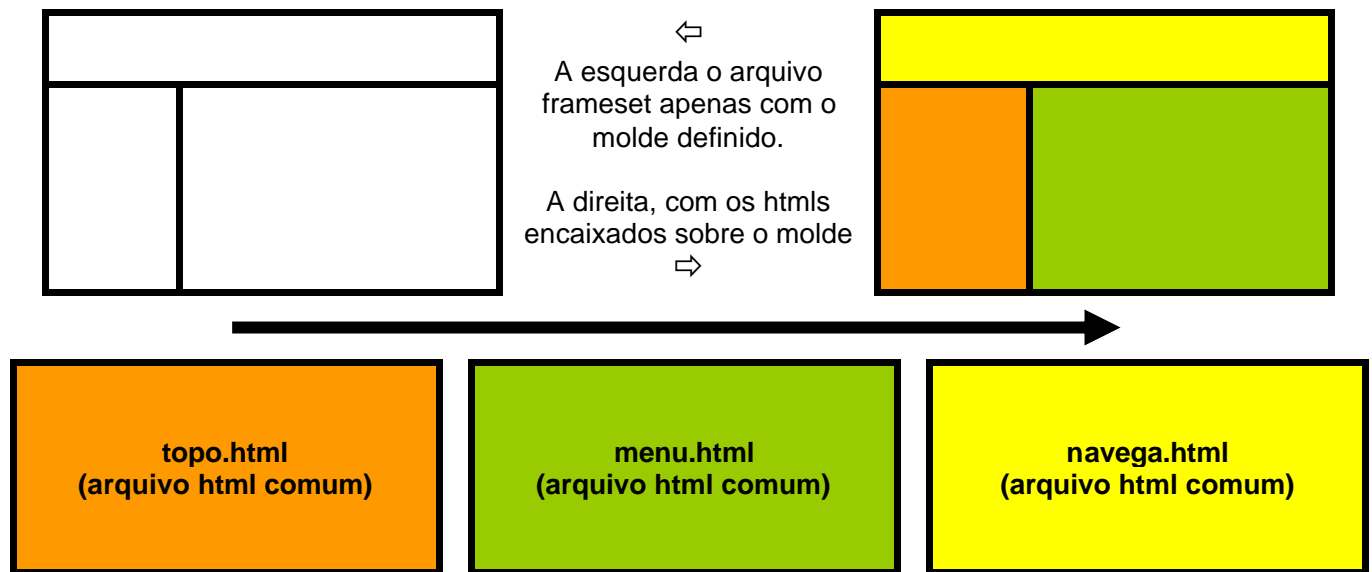 ⇦
A esquerda o arquivo
frameset apenas com o
molde definido.
A direita, com os htmls
encaixados sobre o molde
⇨
topo.html
(arquivo html comum)
menu.html
(arquivo html comum)
navega.html
(arquivo html comum)